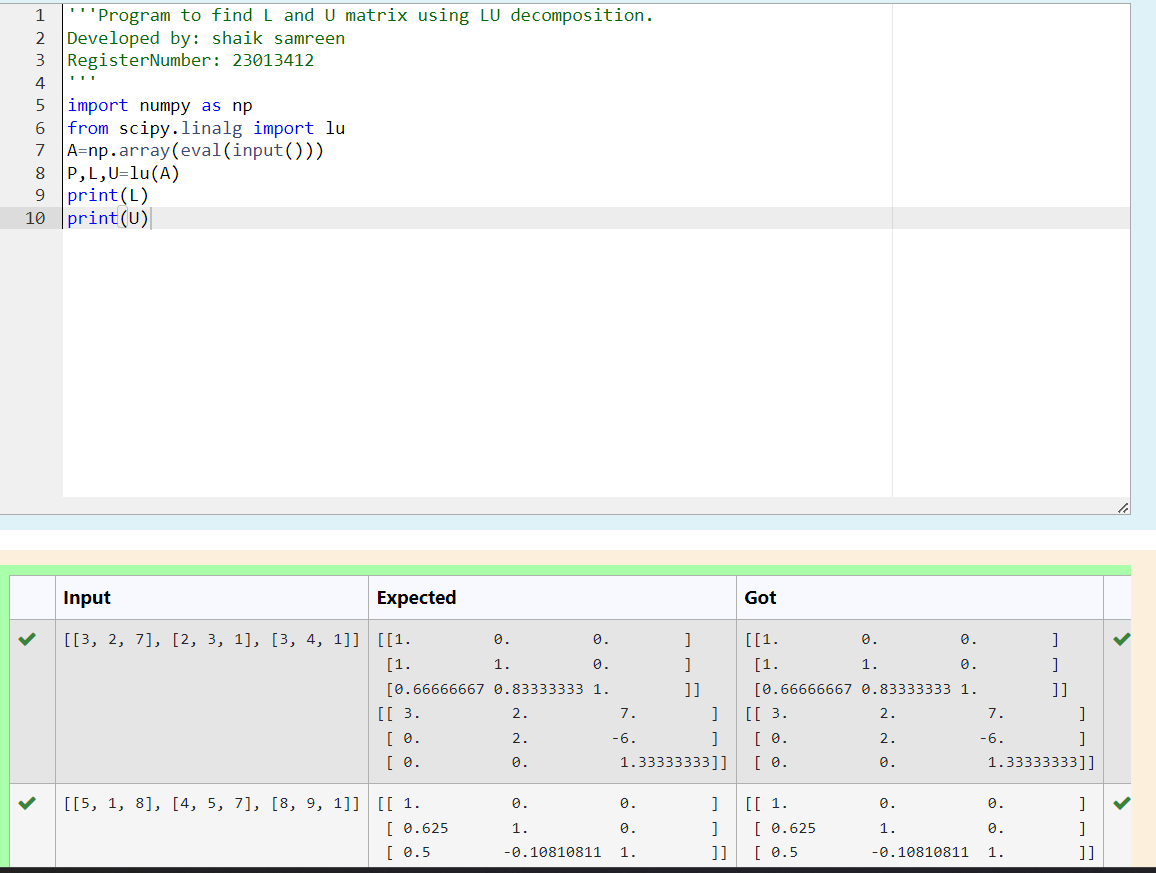 1 '''Program to find L and U matrix using LU decomposition.
2 Developed by: shaik samreen
3 RegisterNumber: 23013412
4 '''
5 import numpy as np
6 from scipy.linalg import lu
7 A=np.array(eval(input()))
8 P,L,U=lu(A)
9 print(L)
10 print(U)
Input Expected Got
[[3, 2, 7], [2, 3, 1], [3, 4, 1]] [[1. 0. 0. ] [[1. 0. 0. ]
[1. 1. 0. ] [1. 1. 0. ]
[0.66666667 0.83333333 1. ]] [0.66666667 0.83333333 1. ]]
[[ 3. 2. 7. ] [[ 3. 2. 7. ]
[ 0. 2. -6. ] [ 0. 2. -6. ]
[ 0. 0. 1.33333333]] [ 0. 0. 1.33333333]]
[[5, 1, 8], [4, 5, 7], [8, 9, 1]] [[ 1. 0. 0. ] [[ 1. 0. 0. ]
[ 0.625 1. 0. ] [ 0.625 1. 0. ]
[ 0.5 -0.10810811 1. ]] [ 0.5 -0.10810811 1. ]]